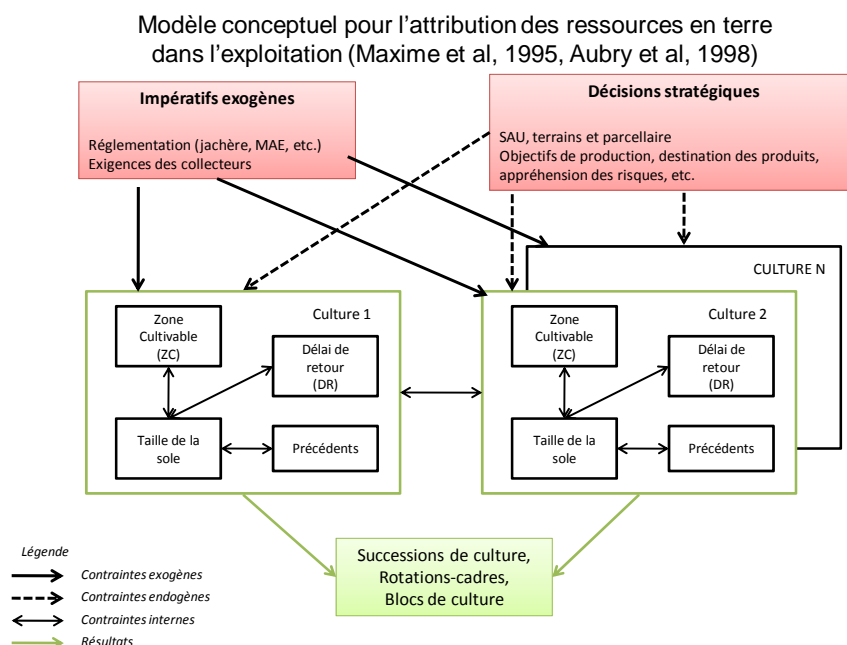 Modèle conceptuel pour l'attribution des ressources en terre
dans l'exploitation (Maxime et al, 1995, Aubry et al, 1998)
Impératifs exogènes
Réglementation (jachère, MAE, etc.)
Exigences des collecteurs
Décisions stratégiques
SAU, terrains et parcellaire
Objectifs de production, destination des produits,
appréhension des risques, etc.
CULTURE N
Culture 1
Zone
Cultivable
(ZC)
Délai de
retour
(DR)
Taille de la
sole
Précédents
Culture 2
Zone
Cultivable
(ZC)
Délai de
retour
(DR)
Taille de la
sole
Précédents
Successions de culture,
Rotations-cadres,
Blocs de culture
Légende
Contraintes exogènes
Contraintes endogènes
Contraintes internes
Résultats